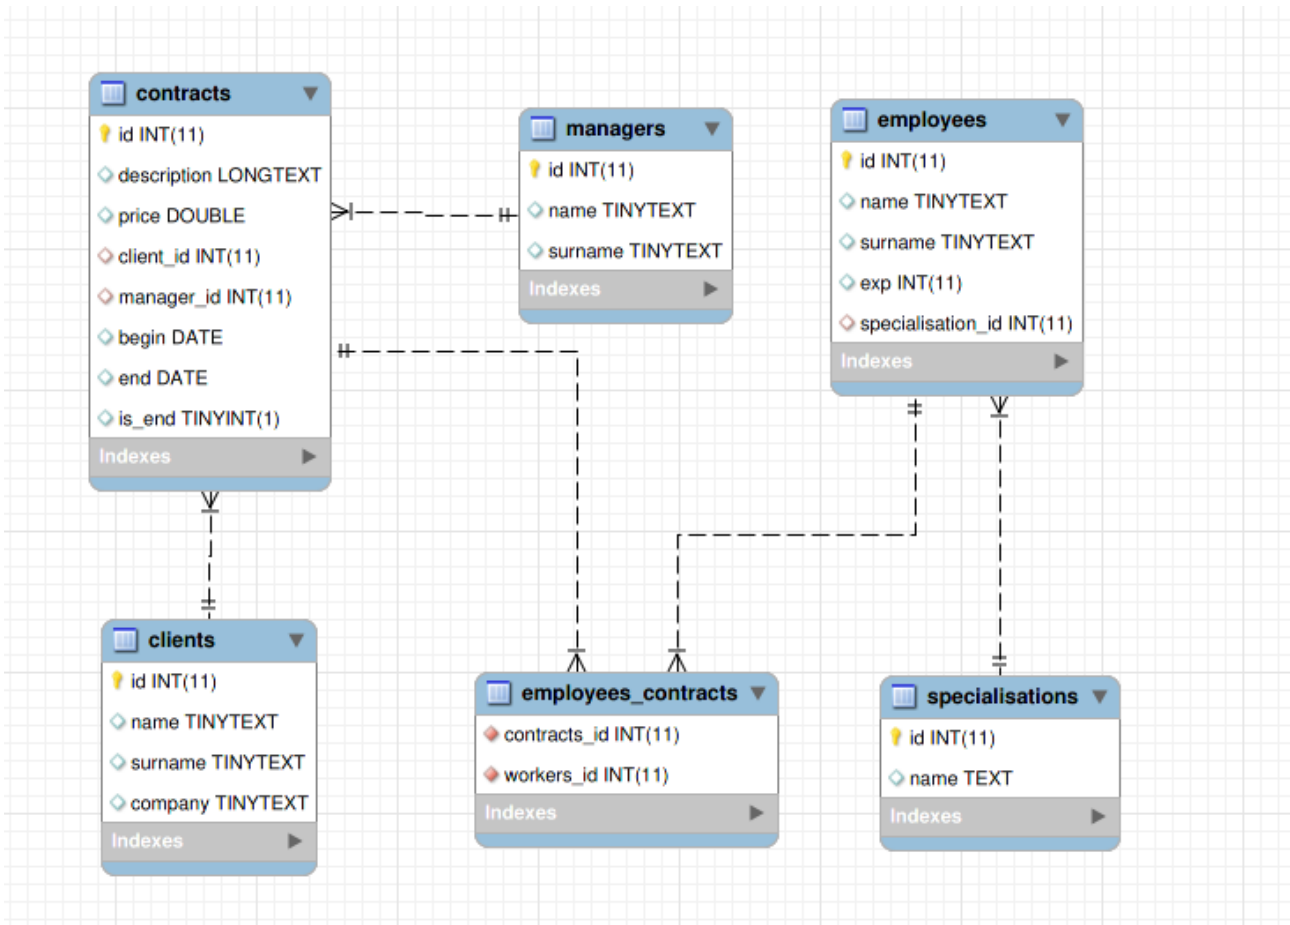 contracts
id INT(11)
description LONGTEXT
price DOUBLE
client_id INT(11)
manager_id INT(11)
begin DATE
end DATE
is_end TINYINT(1)
Indexes
managers
id INT(11)
name TINYTEXT
surname TINYTEXT
Indexes
employees
id INT(11)
name TINYTEXT
surname TINYTEXT
exp INT(11)
specialisation_id INT(11)
Indexes
clients
id INT(11)
name TINYTEXT
surname TINYTEXT
company TINYTEXT
Indexes
employees_contracts
contracts_id INT(11)
workers_id INT(11)
Indexes
specialisations
id INT(11)
name TEXT
Indexes